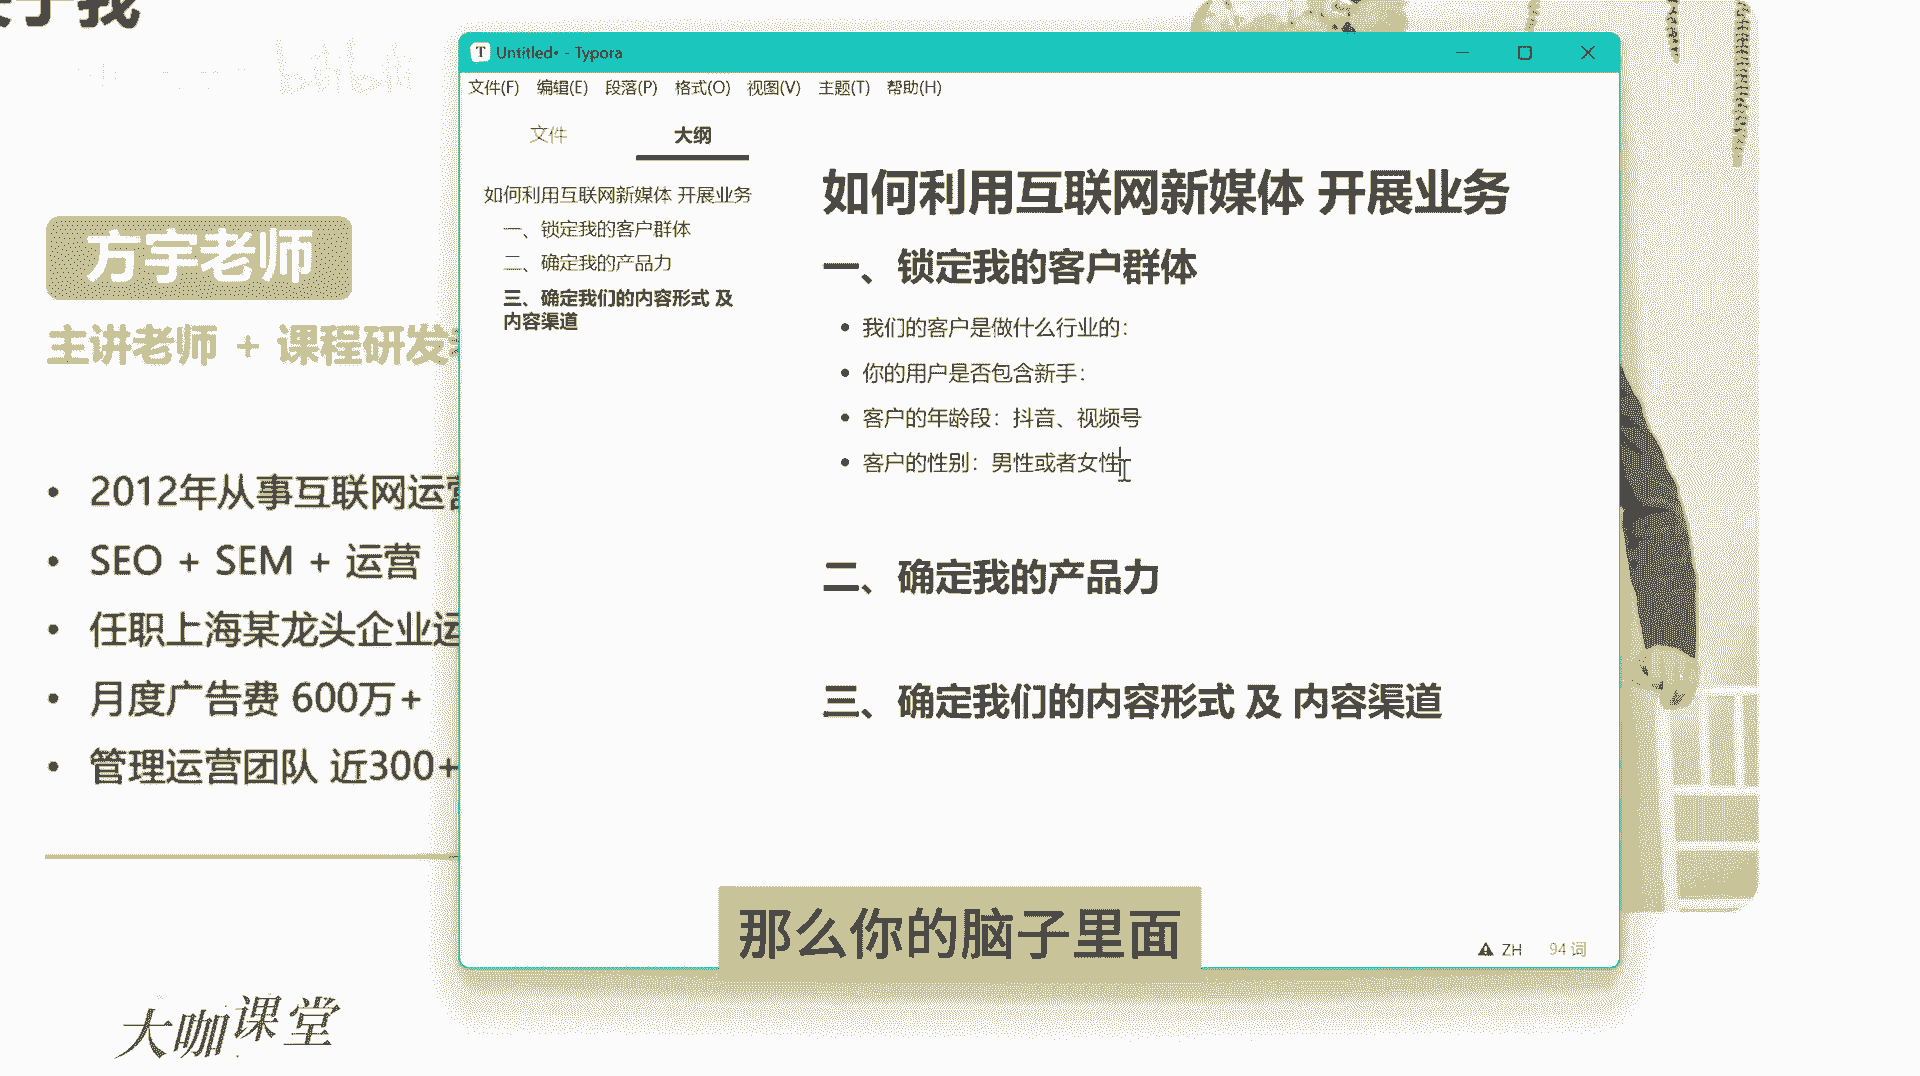 于我
bilibili
方宇老师
主讲老师 + 课程研发
• 2012年从事互联网运营
• SEO + SEM + 运营
• 任职上海某龙头企业运
• 月度广告费 600万+
• 管理运营团队 近300+
大咖课堂
Untitled• - Typora
文件(F) 编辑(E) 段落(P) 格式(O) 视图(V) 主题(T) 帮助(H)
文件 大纲
如何利用互联网新媒体 开展业务
一、锁定我的客户群体
二、确定我的产品力
三、确定我们的内容形式 及
内容渠道
如何利用互联网新媒体 开展业务
一、锁定我的客户群体
• 我们的客户是做什么行业的：
• 你的用户是否包含新手：
• 客户的年龄段：抖音、视频号
• 客户的性别：男性或者女性
二、确定我的产品力
三、确定我们的内容形式 及 内容渠道
那么你的脑子里面
ZH 94 词